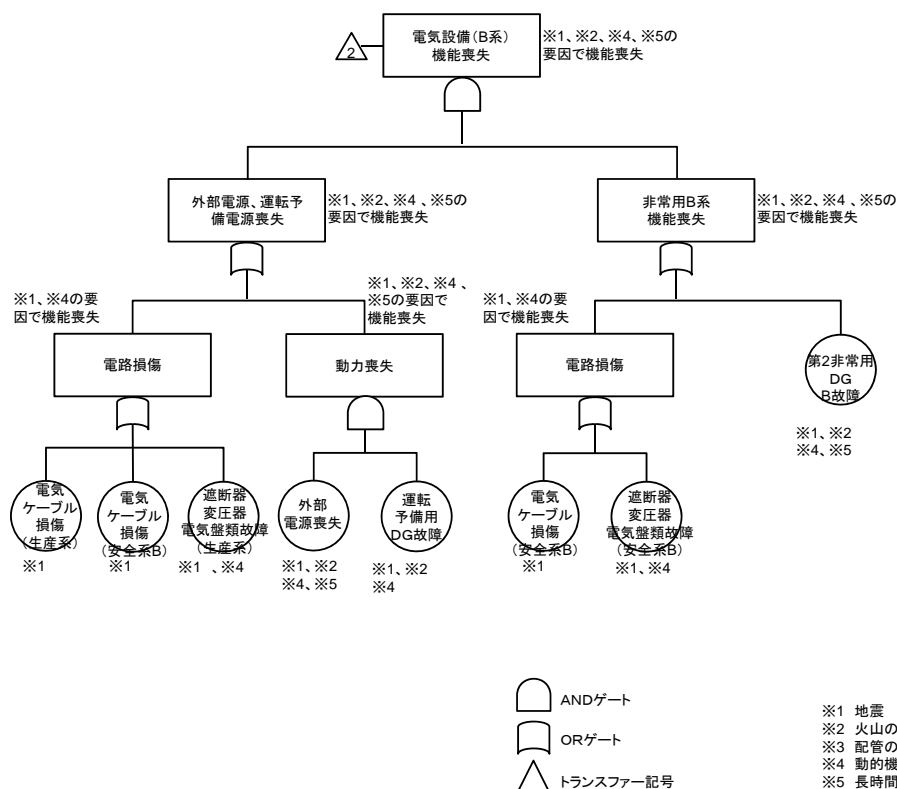 電気設備(B系)
機能喪失
2
※1、※2、※4、※5の
要因で機能喪失
外部電源、運転予
備電源喪失
※1、※2、※4 、※5の
要因で機能喪失
非常用B系
機能喪失
※1、※2、※4 、※5の
要因で機能喪失
※1、※4の要
因で機能喪失
電路損傷
※1、※2、※4 、
※5の要因で
機能喪失
動力喪失
※1、※4の要
因で機能喪失
電路損傷
第2非常用
DG
B故障
※1、※2
※4、※5
電気
ケーブル
損傷
(生産系)
※1
電気
ケーブル
損傷
(安全系B)
※1
遮断器
変圧器
電気盤類故障
(生産系)
※1 、※4
外部
電源喪失
※1、※2
※4、※5
運転
予備用
DG故障
※1、※2
※4
電気
ケーブル
損傷
(安全系B)
※1
遮断器
変圧器
電気盤類故障
(安全系B)
※1、※4
ANDゲート
ORゲート
トランスファー記号
※1 地震
※2 火山の
※3 配管の
※4 動的機
※5 長時間